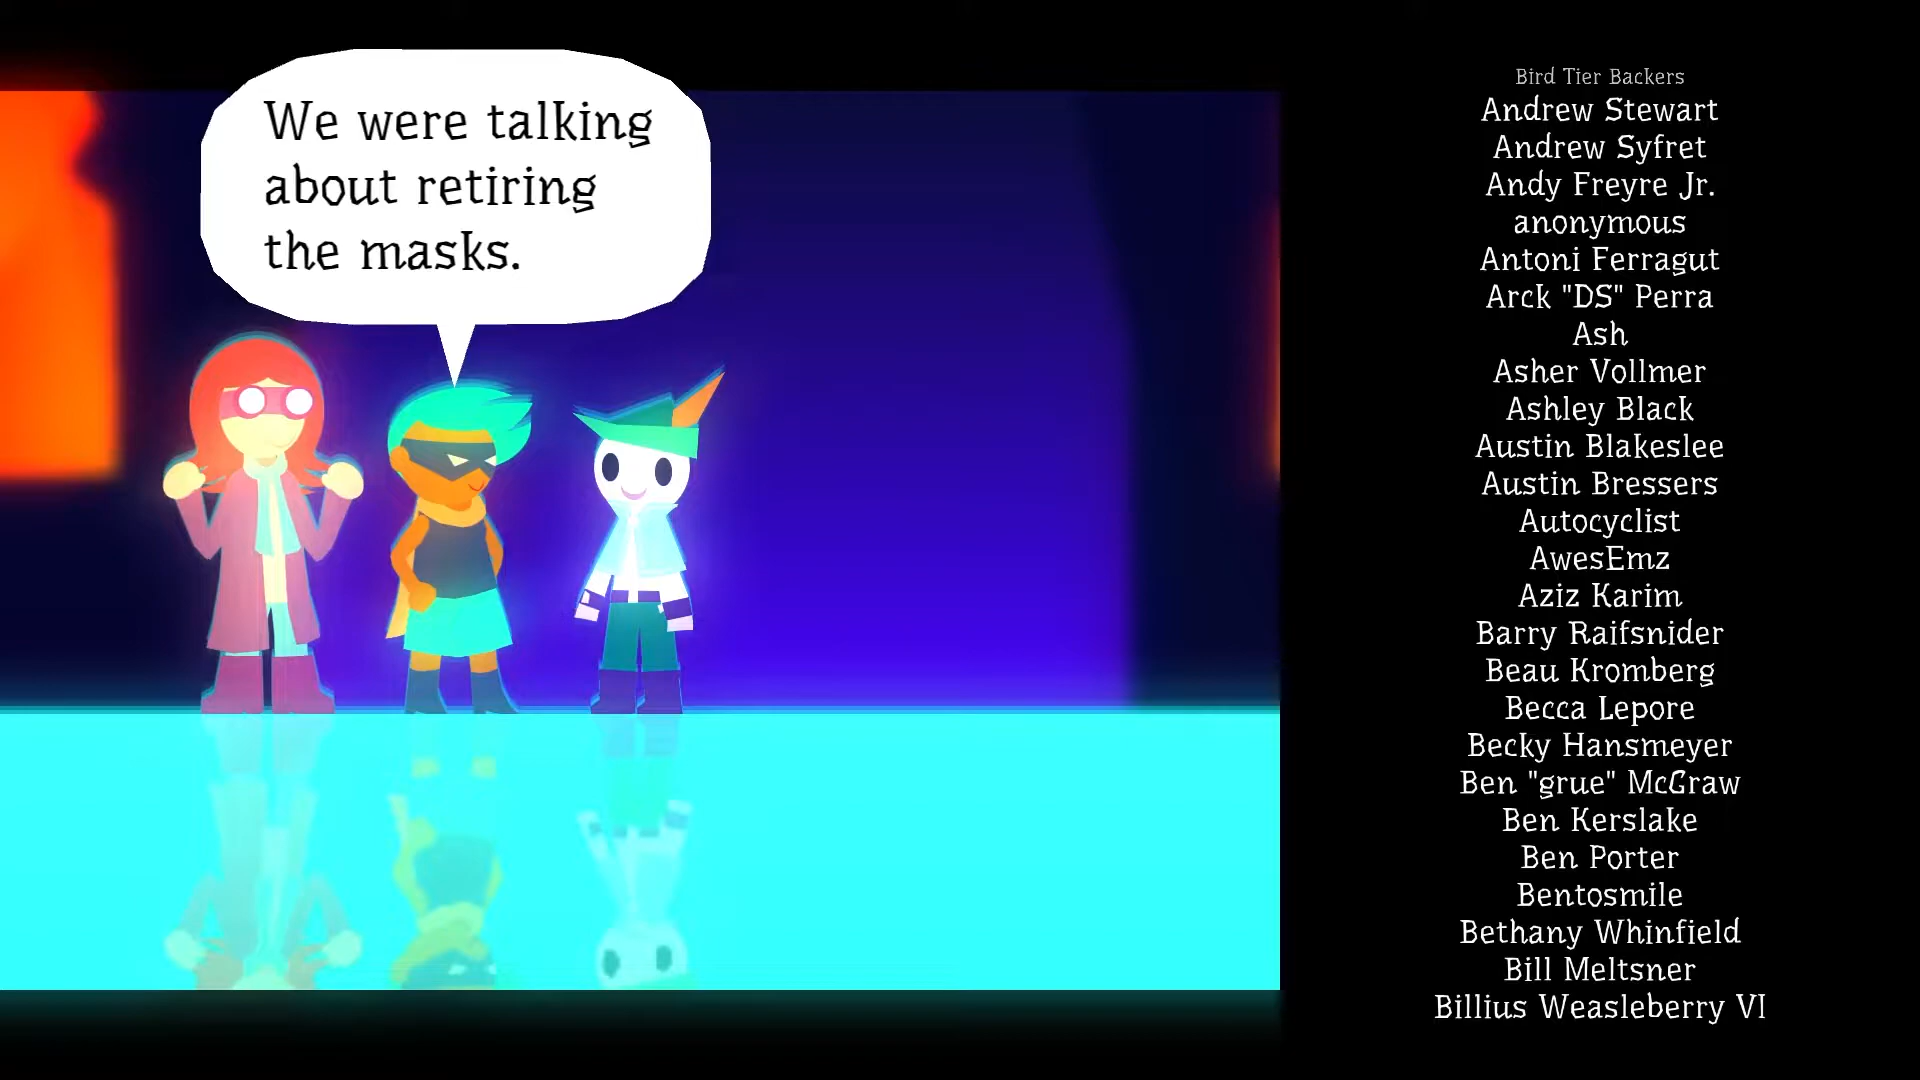 We were talking
about retiring
the masks.
Bird Tier Backers
Andrew Stewart
Andrew Syfret
Andy Freyre Jr.
anonymous
Antoni Ferragut
Arck "DS" Perra
Ash
Asher Vollmer
Ashley Black
Austin Blakeslee
Austin Bressers
Autocyclist
AwesEmz
Aziz Karim
Barry Raifsnider
Beau Kromberg
Becca Lepore
Becky Hansmeyer
Ben "grue" McGraw
Ben Kerslake
Ben Porter
Bentosmile
Bethany Whinfield
Bill Meltsner
Billius Weasleberry VI